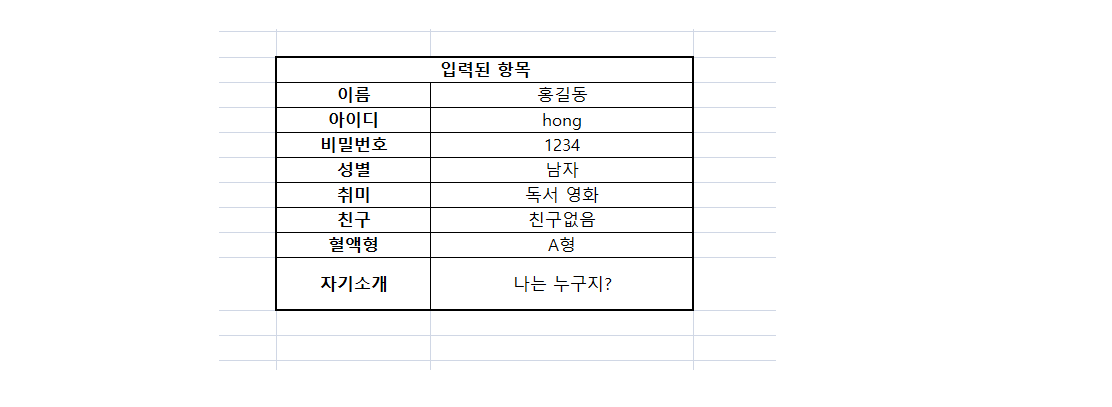 입력된 항목
이름 홍길동
아이디 hong
비밀번호 1234
성별 남자
취미 독서 영화
친구 친구없음
혈액형 A형
자기소개 나는 누구지?